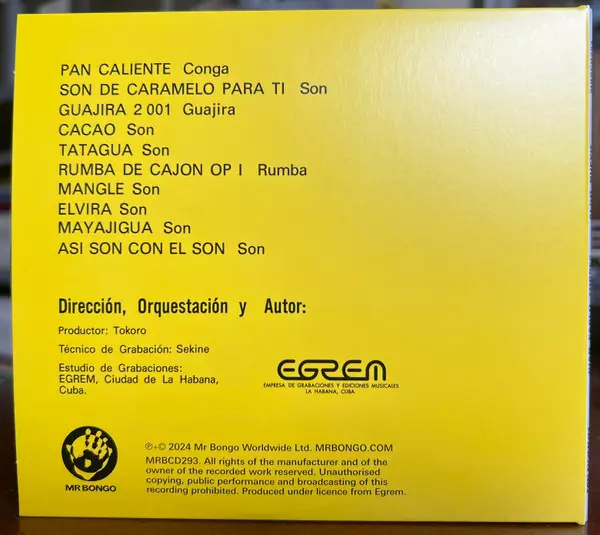 PAN CALIENTE Conga
SON DE CARAMELO PARA TI Son
GUAJIRA 2 001 Guajira
CACAO Son
TATAGUA Son
RUMBA DE CAJON OP I Rumba
MANGLE Son
ELVIRA Son
MAYAJIGUA Son
ASI SON CON EL SON Son
Dirección, Orquestación y Autor:
Productor: Tokoro
Técnico de Grabación: Sekine
Estudio de Grabaciones:
EGREM, Ciudad de La Habana,
Cuba.
EGREM
EMPRESA DE GRABACIONES Y EDICIONES MUSICALES
LA HABANA, CUBA
MR BONGO
℗+© 2024 Mr Bongo Worldwide Ltd. MRBONGO.COM
MRBCD293. All rights of the manufacturer and of the
owner of the recorded work reserved. Unauthorised
copying, public performance and broadcasting of this
recording prohibited. Produced under licence from Egrem.